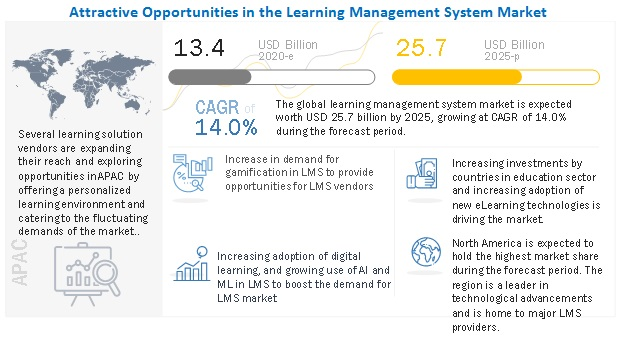 Attractive Opportunities in the Learning Management System Market
13.4 USD Billion
2020-e
25.7 USD Billion
2025-p
CAGR of
14.0%
The global learning management system market is expected
worth USD 25.7 billion by 2025, growing at CAGR of 14.0%
during the forecast period.
Several learning solution
vendors are expanding
their reach and exploring
opportunities in APAC by
offering a personalized
learning environment and
catering to the fluctuating
demands of the market..
APAC
Increase in demand for
gamification in LMS to provide
opportunities for LMS vendors
Increasing investments by
countries in education sector
and increasing adoption of
new eLearning technologies is
driving the market.
Increasing adoption of digital
learning, and growing use of AI and
ML in LMS to boost the demand for
LMS market
North America is expected to
hold the highest market share
during the forecast period. The
region is a leader in
technological advancements
and is home to major LMS
providers.